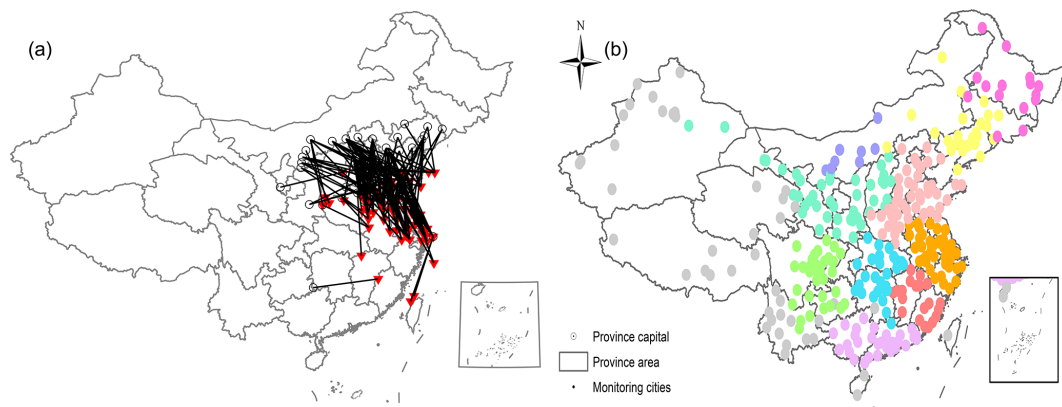 (a)
N
(b)
Province capital
Province area
Monitoring cities